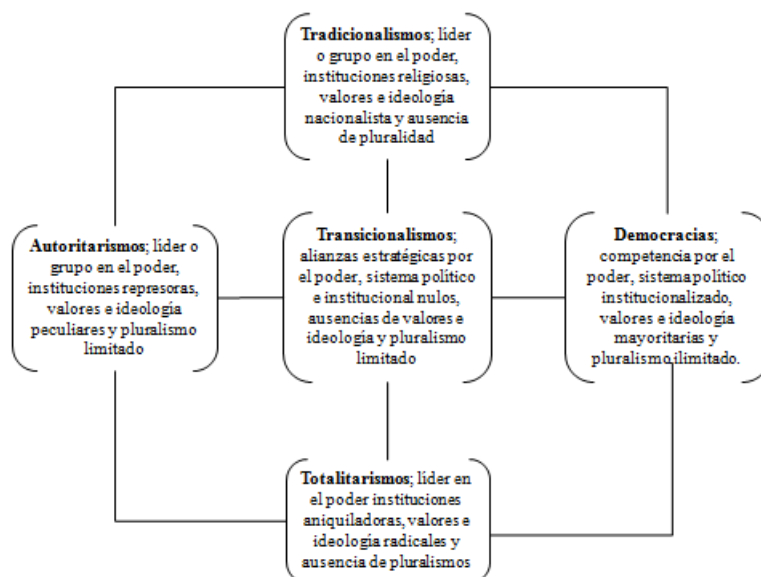 Tradicionalismos; líder
o grupo en el poder,
instituciones religiosas,
valores e ideología
nacionalista y ausencia
de pluralidad
Autoritarismos; líder o
grupo en el poder,
instituciones represoras,
valores e ideología
peculiares y pluralismo
limitado
Transicionalismos;
alianzas estratégicas por
el poder, sistema político
e institucional nulos,
ausencias de valores e
ideología y pluralismo
limitado
Democracias;
competencia por el
poder, sistema político
institucionalizado,
valores e ideología
mayoritarias y
pluralismo ilimitado.
Totalitarismos; líder en
el poder instituciones
aniquiladoras, valores e
ideología radicales y
ausencia de pluralismos